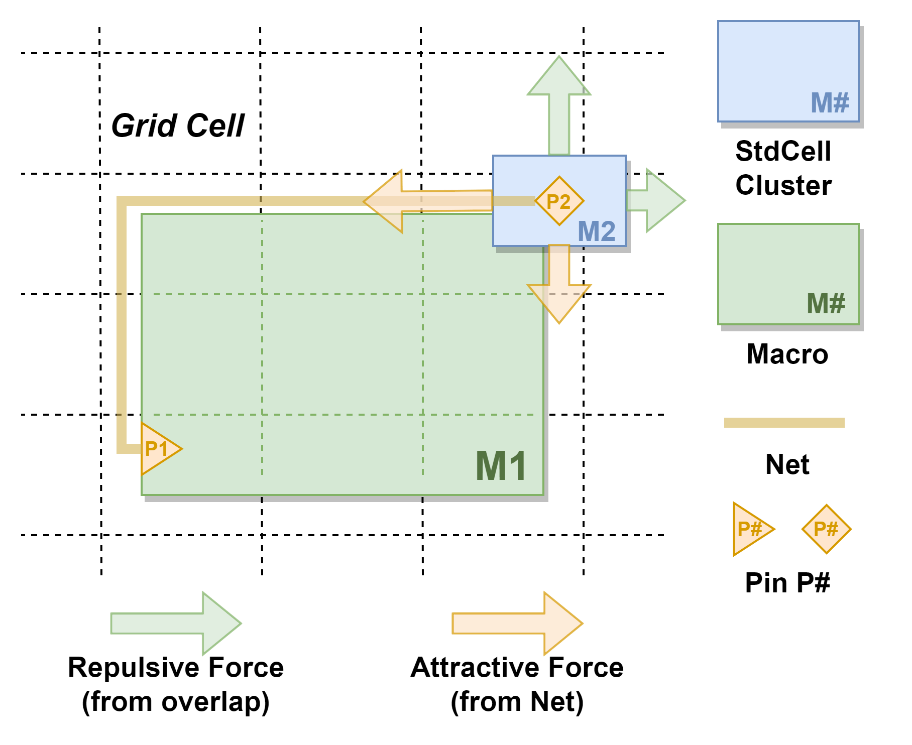 Grid Cell
M#
StdCell
Cluster
P2
M2
M#
Macro
P1
M1
Net
P#
P#
Pin P#
Repulsive Force
(from overlap)
Attractive Force
(from Net)